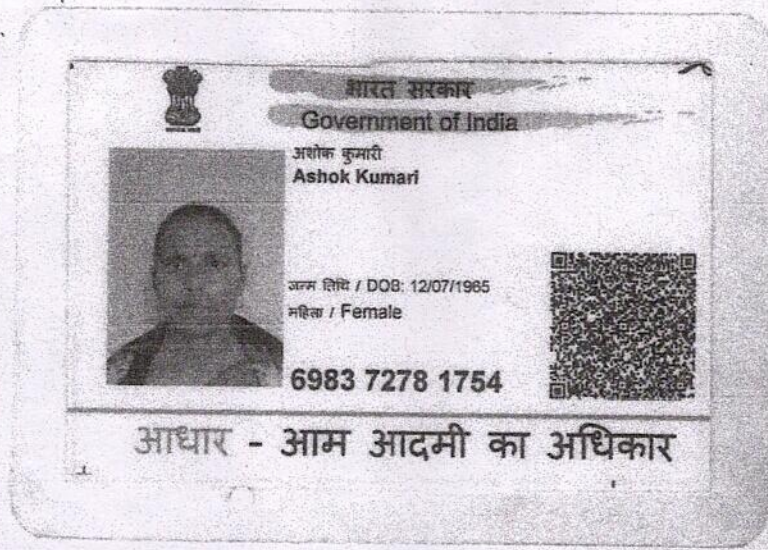 भारत सरकार
Government of India
अशोक कुमारी
Ashok Kumari
जन्म तिथि / DOB: 12/07/1965
महिला / Female
6983 7278 1754
आधार - आम आदमी का अधिकार